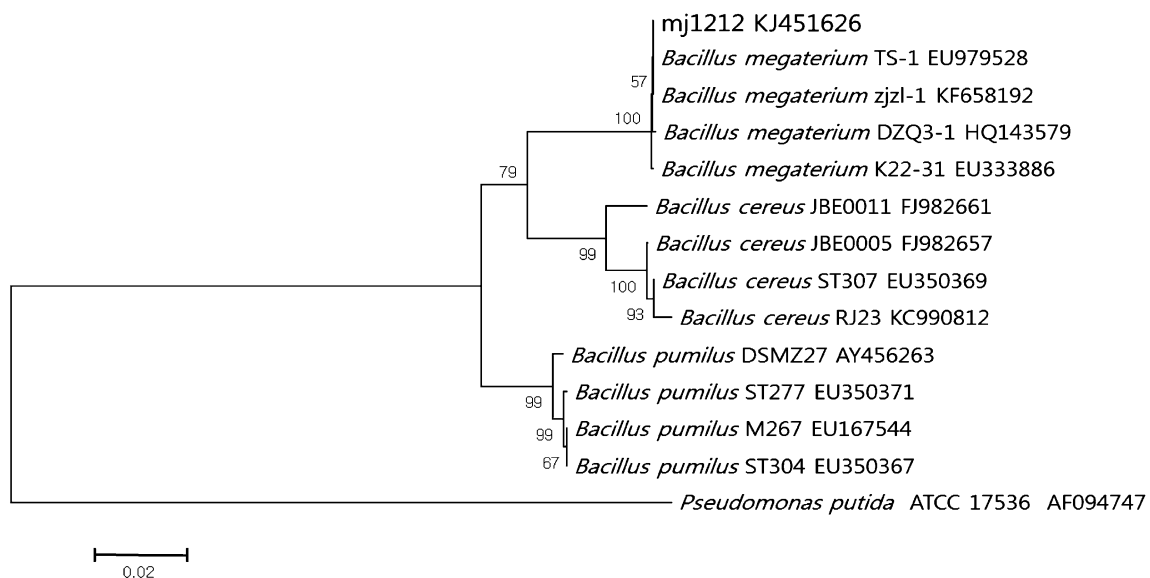 mj1212 KJ451626
Bacillus megaterium TS-1 EU979528
57
Bacillus megaterium zjzl-1 KF658192
100
Bacillus megaterium DZQ3-1 HQ143579
Bacillus megaterium K22-31 EU333886
79
Bacillus cereus JBE0011 FJ982661
Bacillus cereus JBE0005 FJ982657
99
Bacillus cereus ST307 EU350369
100
93
Bacillus cereus RJ23 KC990812
Bacillus pumilus DSMZ27 AY456263
Bacillus pumilus ST277 EU350371
99
Bacillus pumilus M267 EU167544
99
67
Bacillus pumilus ST304 EU350367
Pseudomonas putida ATCC 17536 AF094747
0.02